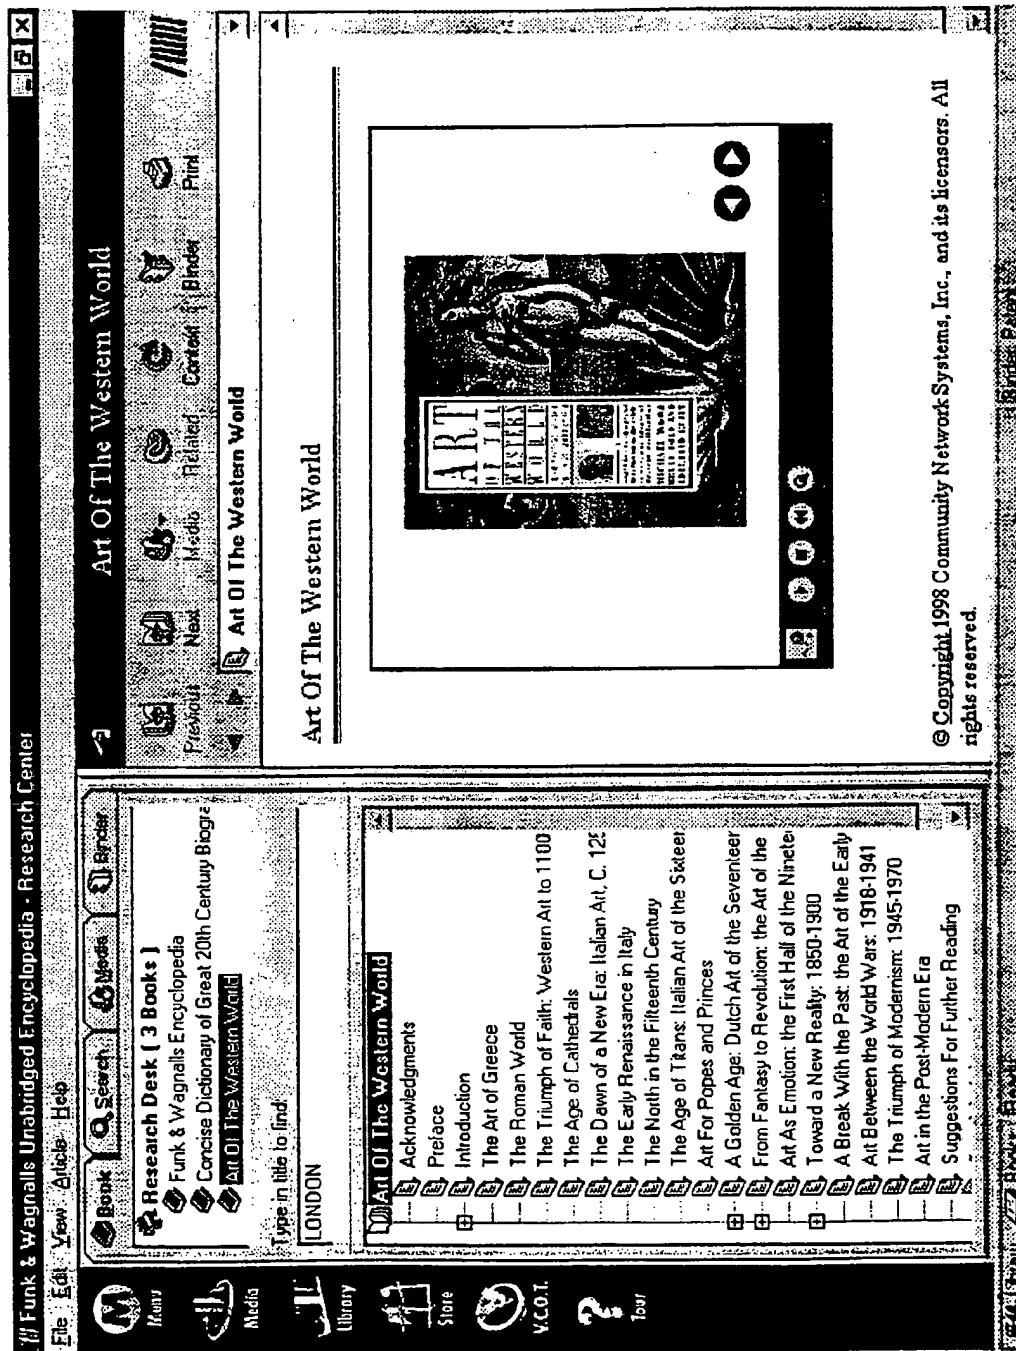 Funk & Wagnalls Unabridged Encyclopedia - Research Center
File Edit View Article Help
Menu
Media
Library
Store
V.C.O.T.
Tour
Book Search Media Binder
Research Desk ( 3 Books )
Funk & Wagnalls Encyclopedia
Concise Dictionary of Great 20th Century Biogra
Art Of The Western World
Type in title to find:
LONDON
Art Of The Western World
Acknowledgments
Preface
Introduction
The Art of Greece
The Roman World
The Triumph of Faith: Western Art to 1100
The Age of Cathedrals
The Dawn of a New Era: Italian Art, C. 12
The Early Renaissance in Italy
The North in the Fifteenth Century
The Age of Titans: Italian Art of the Sixteen
Art For Popes and Princes
A Golden Age: Dutch Art of the Seventeen
From Fantasy to Revolution: the Art of the
Art As Emotion: the First Half of the Ninete
Toward a New Reality: 1850-1900
A Break With the Past: the Art of the Early
Art Between the World Wars: 1918-1941
The Triumph of Modernism: 1945-1970
Art in the Post-Modern Era
Suggestions For Further Reading
Art Of The Western World
Previous Next Media Related Context Binder Print
Art Of The Western World
Art Of The Western World
ART
OF THE
WESTERN
WORLD
© Copyright 1998 Community Network Systems, Inc., and its licensors. All
rights reserved.